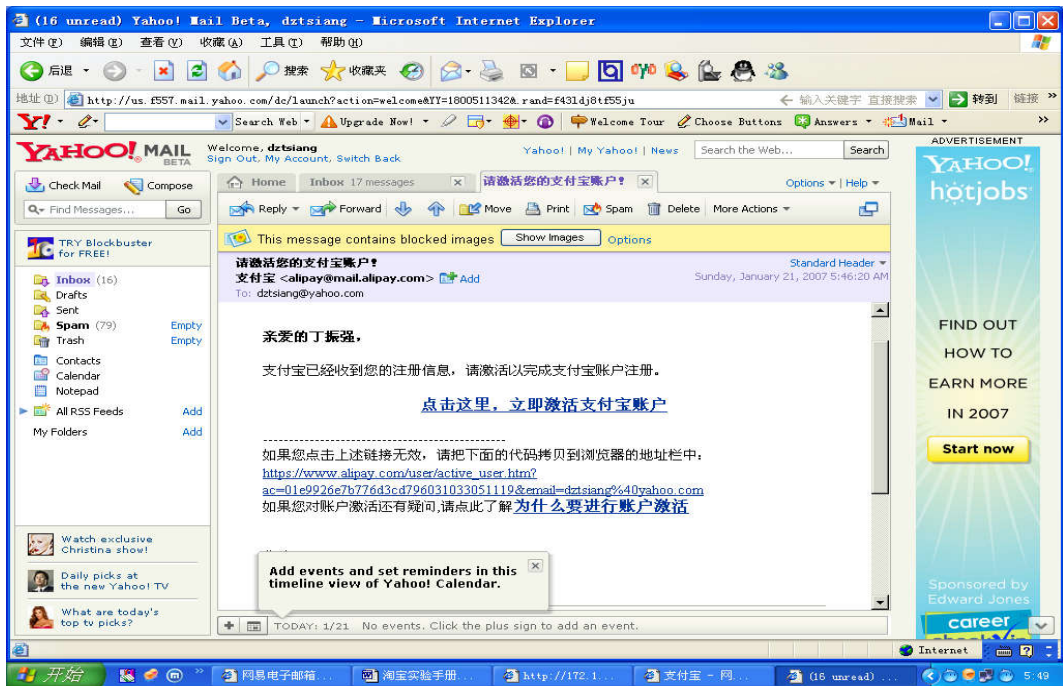 (16 unread) Yahoo! Mail Beta, dztsiang - Microsoft Internet Explorer
文件(F) 编辑(E) 查看(V) 收藏(A) 工具(T) 帮助(H)
后退 搜索 收藏夹
地址(D) http://us.f557.mail.yahoo.com/dc/launch?action=welcome&YY=1800511342&.rand=f431dj8tf55ju 输入关键字 直接搜索 转到 链接 »
Y! Search Web Upgrade Now! Welcome Tour Choose Buttons Answers Mail »
YAHOO! MAIL BETA
Welcome, dztsiang
Sign Out, My Account, Switch Back
Yahoo! | My Yahoo! | News Search the Web... Search
Check Mail Compose
Find Messages... Go
TRY Blockbuster
for FREE!
Inbox (16)
Drafts
Sent
Spam (79) Empty
Trash Empty
Contacts
Calendar
Notepad
All RSS Feeds Add
My Folders Add
Watch exclusive
Christina show!
Daily picks at
the new Yahoo! TV
What are today's
top tv picks?
Home Inbox 17 messages 请激活您的支付宝账户! Options | Help
Reply Forward Move Print Spam Delete More Actions
This message contains blocked images Show Images Options
请激活您的支付宝账户! Standard Header
支付宝 <alipay@mail.alipay.com> Add Sunday, January 21, 2007 5:46:20 AM
To: dztsiang@yahoo.com
亲爱的丁振强,
支付宝已经收到您的注册信息,请激活以完成支付宝账户注册。
点击这里,立即激活支付宝账户
----------------------------------------------
如果您点击上述链接无效,请把下面的代码拷贝到浏览器的地址栏中:
https://www.alipay.com/user/active_user.htm?
ac=01e9926e7b776d3cd796031033051119&email=dztsiang%40yahoo.com
如果您对账户激活还有疑问,请点此了解为什么要进行账户激活
Add events and set reminders in this
timeline view of Yahoo! Calendar.
TODAY: 1/21 No events. Click the plus sign to add an event.
ADVERTISEMENT
YAHOO!
hotjobs
FIND OUT
HOW TO
EARN MORE
IN 2007
Start now
Sponsored by
Edward Jones
career
Internet
开始 » 网易电子邮箱... 淘宝实验手册... http://172.1... 支付宝 - 网... (16 unread) ... 5:49